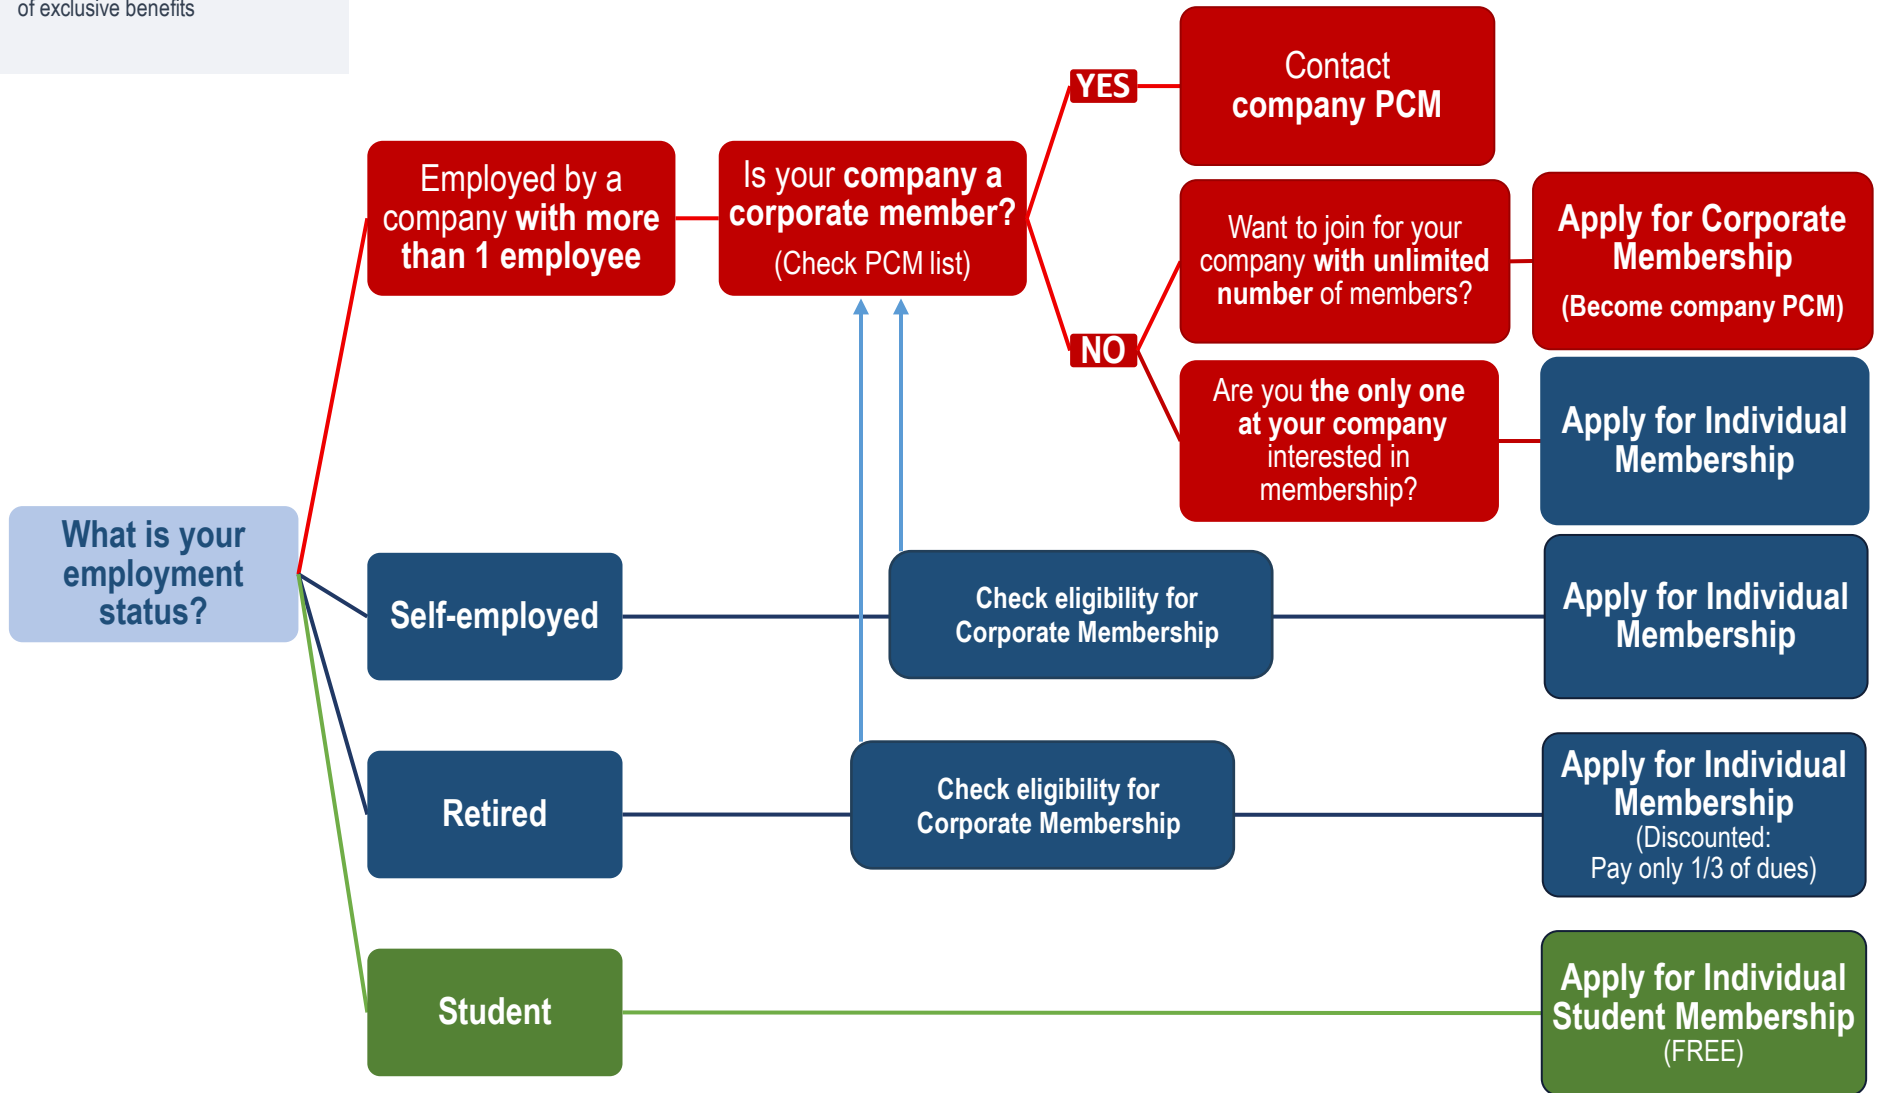 of exclusive benefits
YES
Contact
company PCM
Employed by a
company with more
than 1 employee
Is your company a
corporate member?
(Check PCM list)
Want to join for your
company with unlimited
number of members?
Apply for Corporate
Membership
(Become company PCM)
NO
Are you the only one
at your company
interested in
membership?
Apply for Individual
Membership
What is your
employment
status?
Self-employed
Check eligibility for
Corporate Membership
Apply for Individual
Membership
Retired
Check eligibility for
Corporate Membership
Apply for Individual
Membership
(Discounted:
Pay only 1/3 of dues)
Student
Apply for Individual
Student Membership
(FREE)